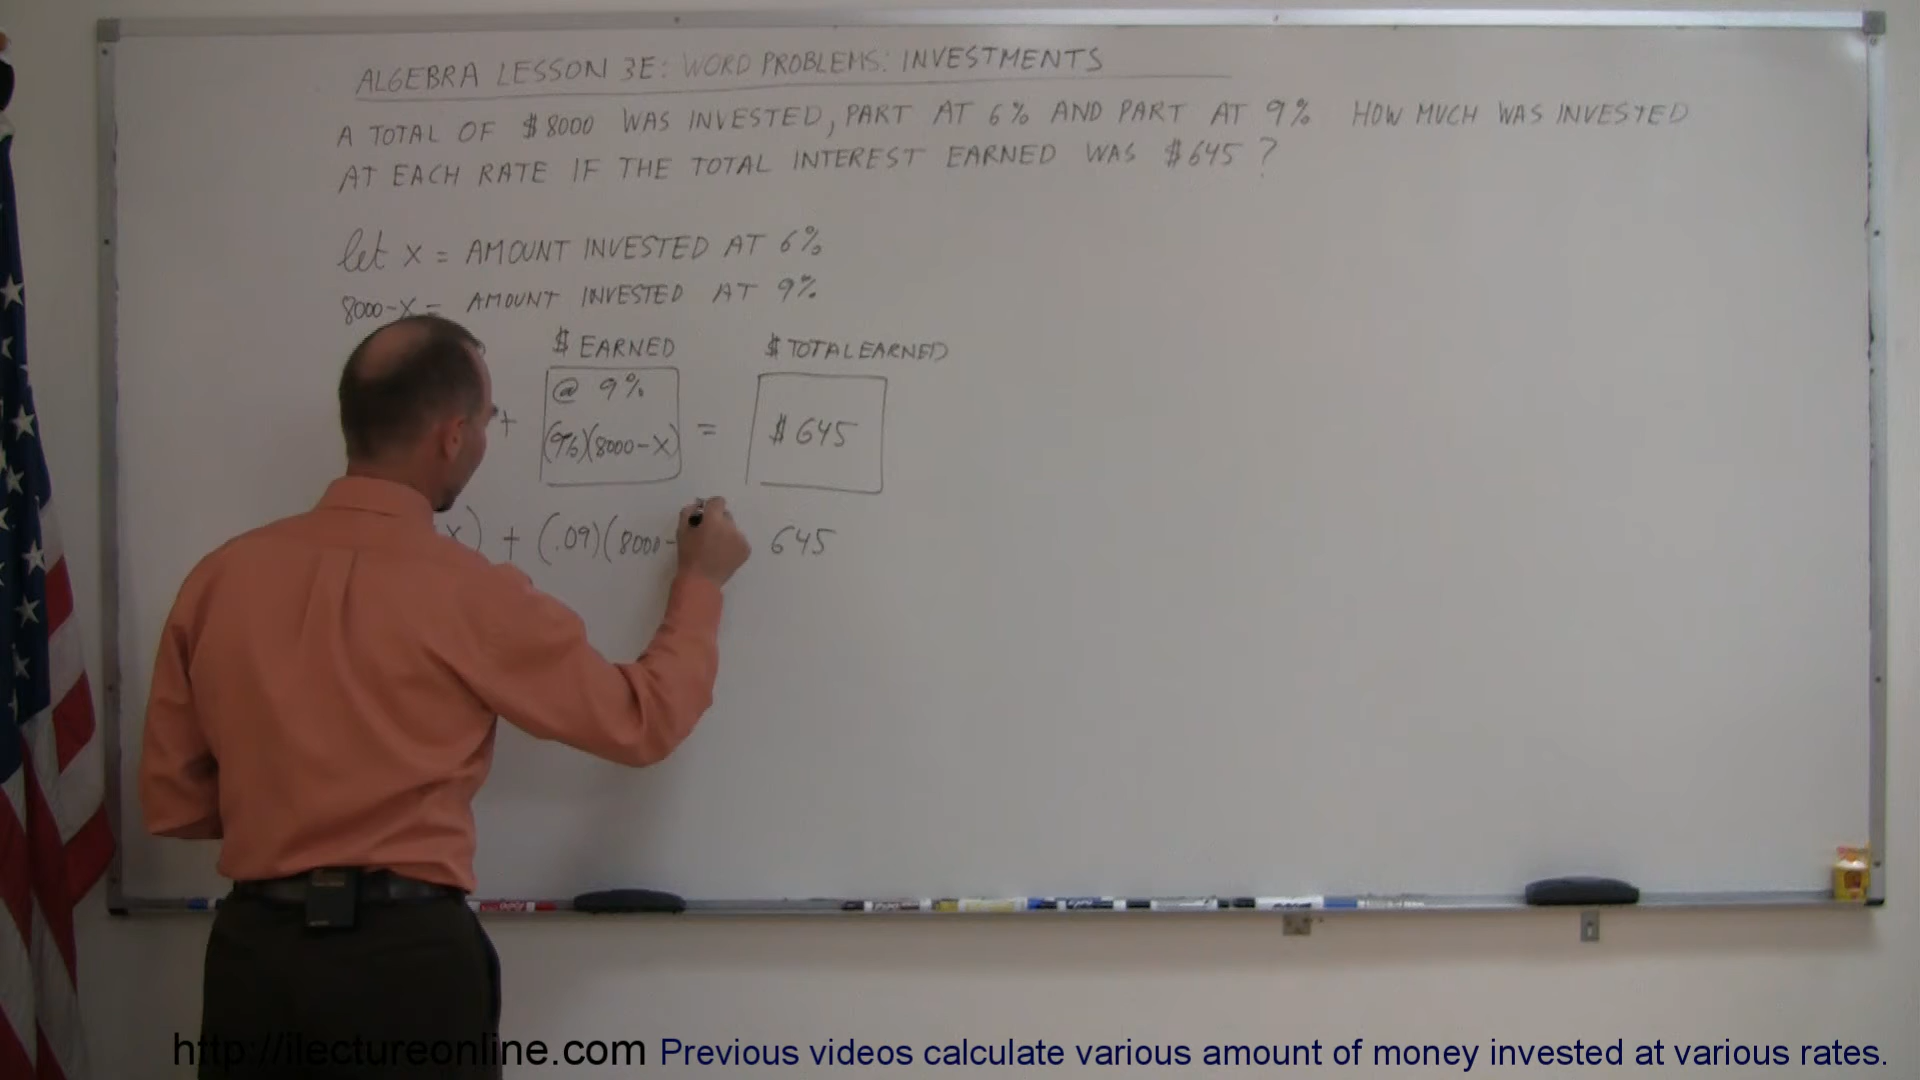 ALGEBRA LESSON 3E: WORD PROBLEMS: INVESTMENTS
A TOTAL OF $8000 WAS INVESTED, PART AT 6% AND PART AT 9% HOW MUCH WAS INVESTED
AT EACH RATE IF THE TOTAL INTEREST EARNED WAS $645?
let x = AMOUNT INVESTED AT 6%
8000-X = AMOUNT INVESTED AT 9%
$ EARNED $ TOTAL EARNED
@ 9%
+ (9%)(8000-X) = $645
x) + (.09)(8000- 645
http://ilectureonline.com Previous videos calculate various amount of money invested at various rates.